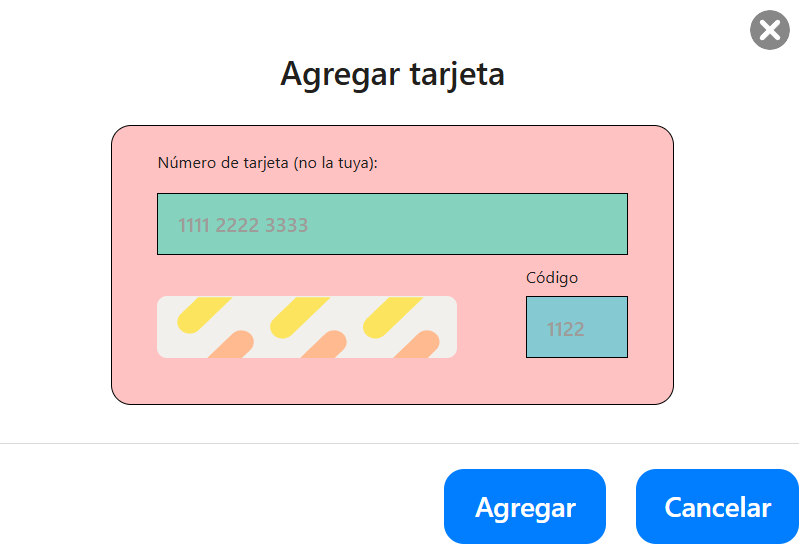 Agregar tarjeta
Número de tarjeta (no la tuya):
1111 2222 3333
Código
1122
Agregar
Cancelar